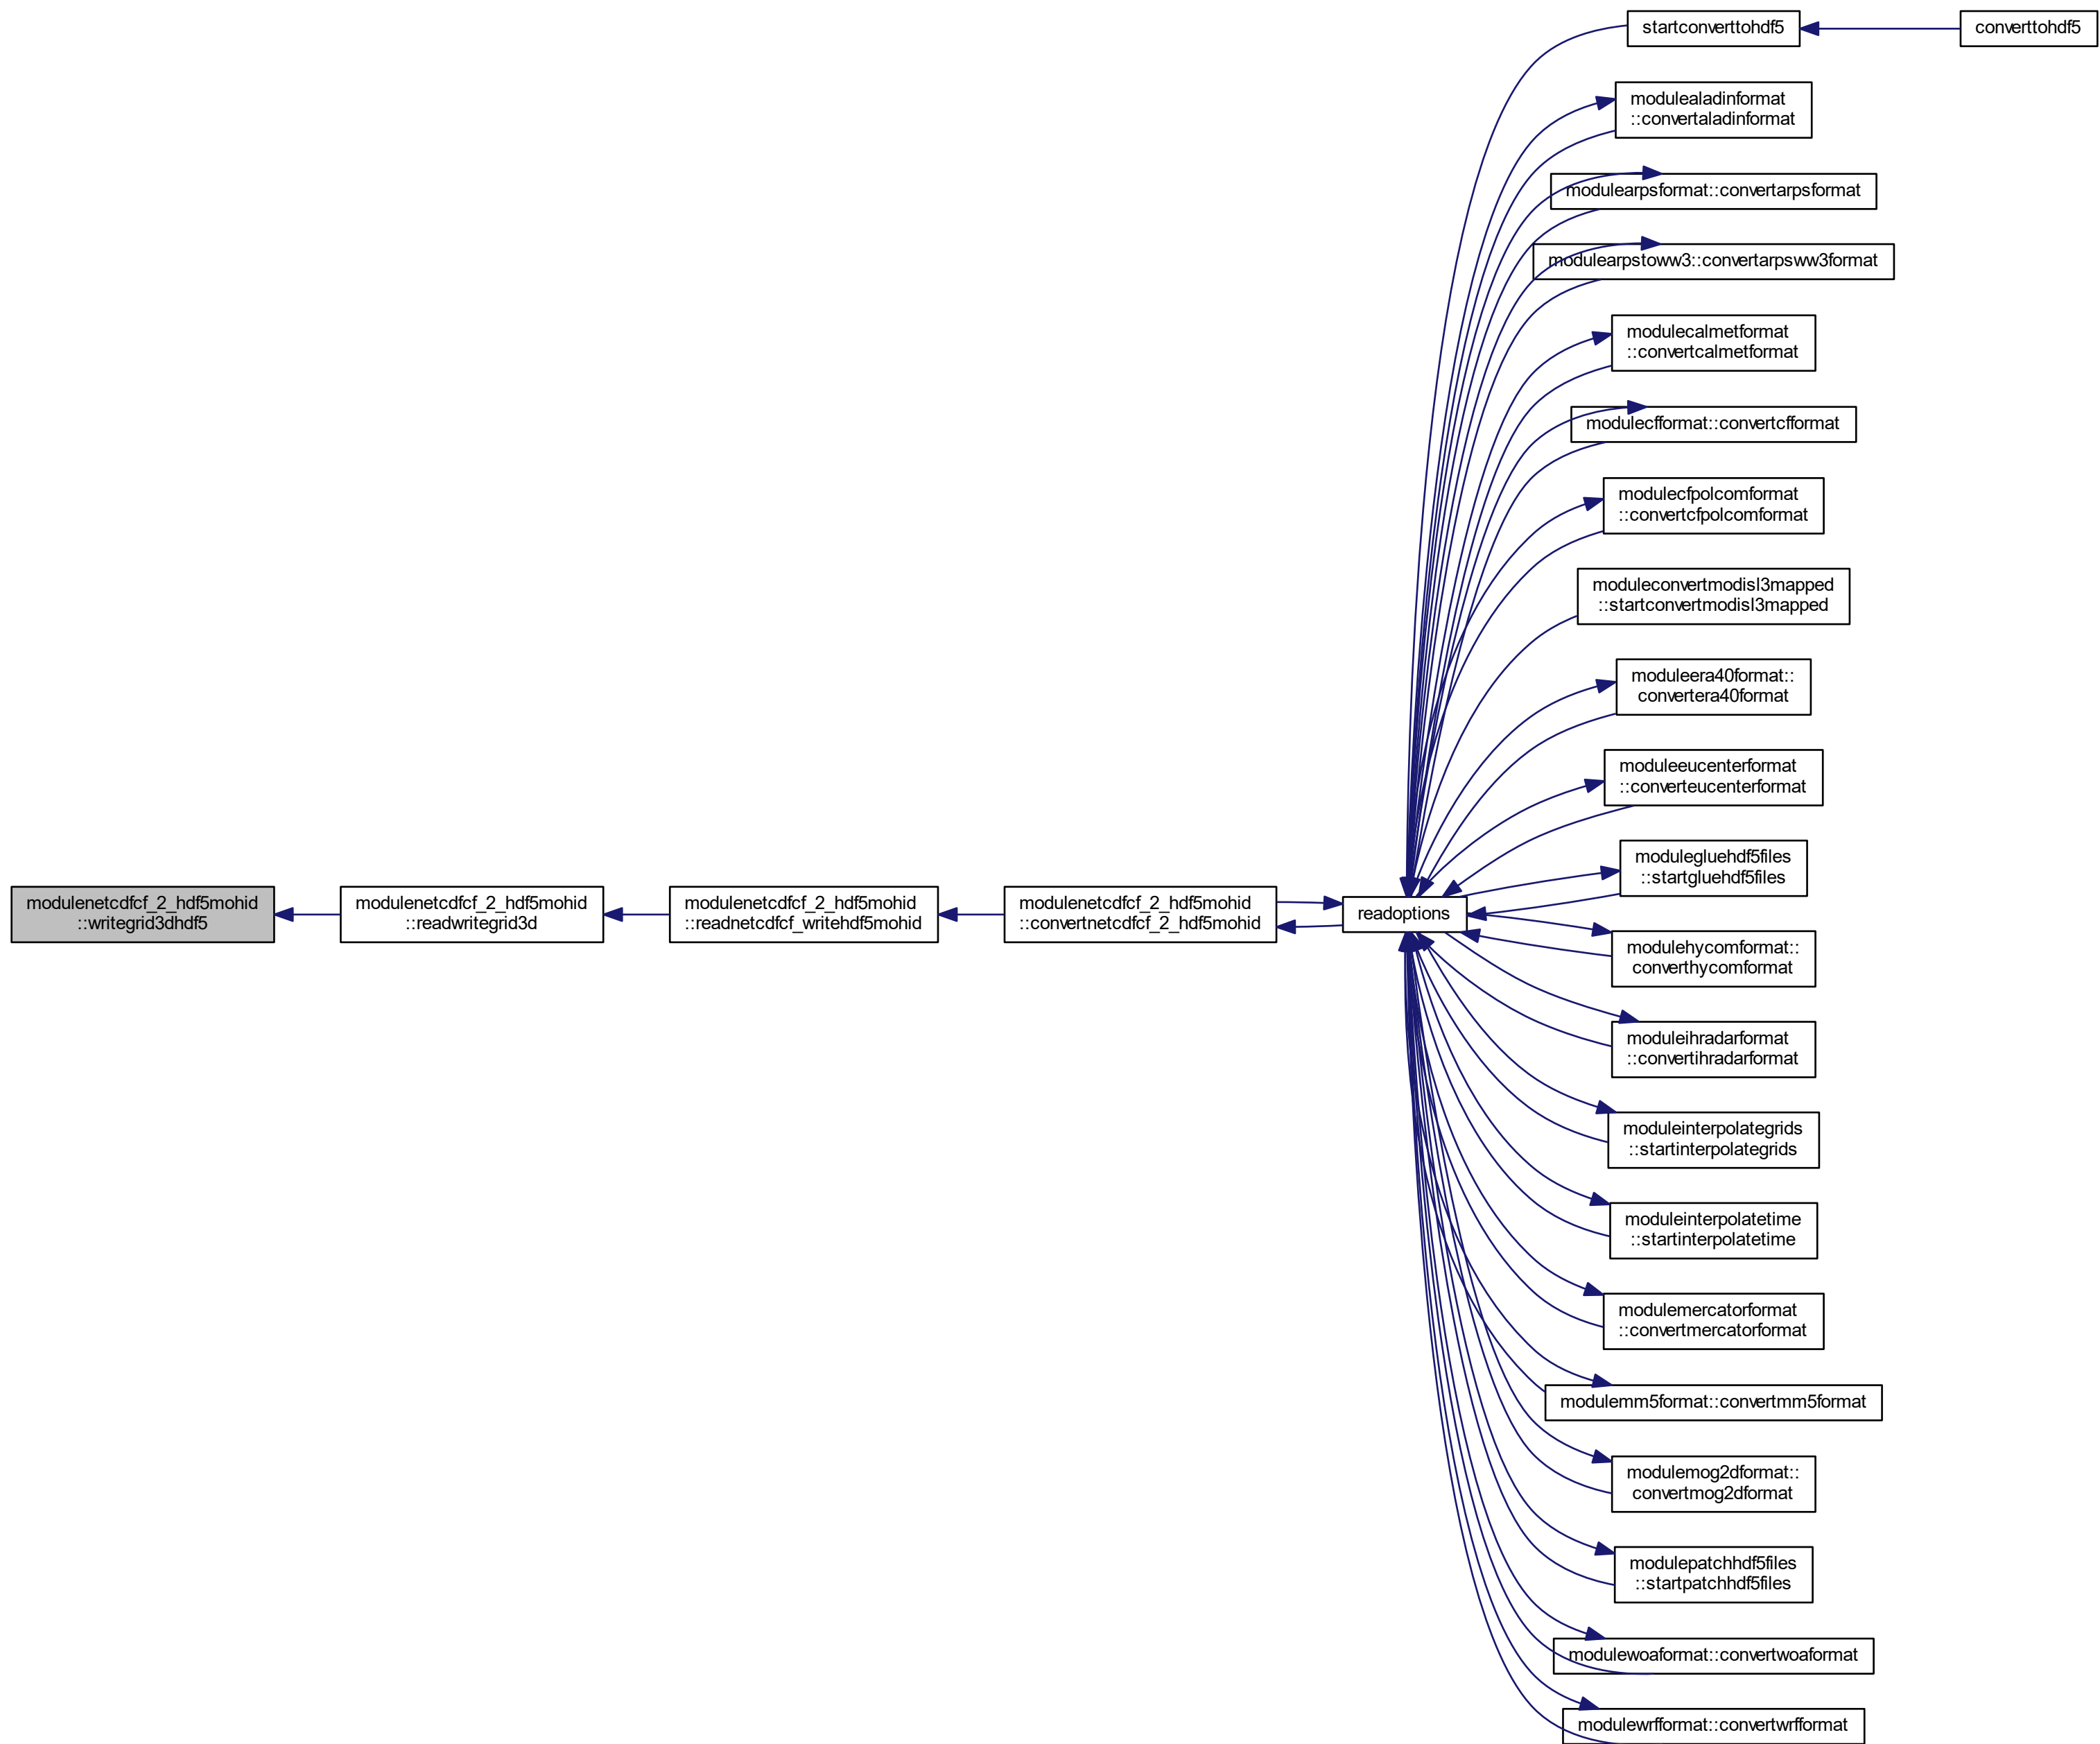 startconverttohdf5
converttohdf5
modulealadinformat
::convertaladinformat
modulearpsformat::convertarpsformat
modulearpstoww3::convertarpsww3format
modulecalmetformat
::convertcalmetformat
modulecfformat::convertcfformat
modulecfpolcomformat
::convertcfpolcomformat
moduleconvertmodisl3mapped
::startconvertmodisl3mapped
moduleera40format::
convertera40format
moduleeucenterformat
::converteucenterformat
modulegluehdf5files
::startgluehdf5files
modulenetcdfcf_2_hdf5mohid
::writegrid3dhdf5
modulenetcdfcf_2_hdf5mohid
::readwritegrid3d
modulenetcdfcf_2_hdf5mohid
::readnetcdfcf_writehdf5mohid
modulenetcdfcf_2_hdf5mohid
::convertnetcdfcf_2_hdf5mohid
readoptions
modulehycomformat::
converthycomformat
moduleihradarformat
::convertihradarformat
moduleinterpolategrids
::startinterpolategrids
moduleinterpolatetime
::startinterpolatetime
modulemercatorformat
::convertmercatorformat
modulemm5format::convertmm5format
modulemog2dformat::
convertmog2dformat
modulepatchhdf5files
::startpatchhdf5files
modulewoaformat::convertwoaformat
modulewrfformat::convertwrfformat